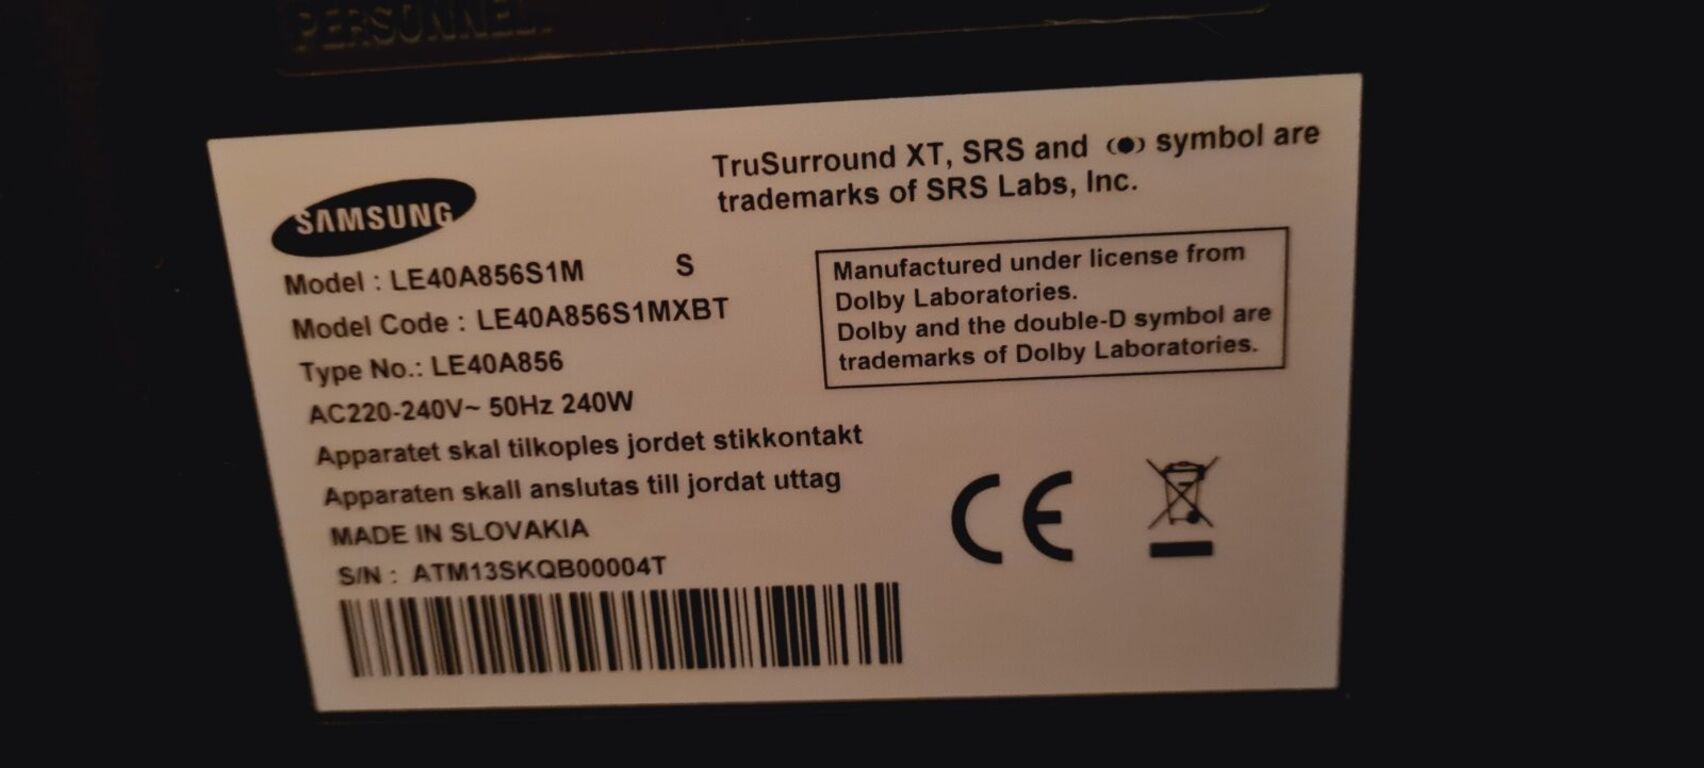 PERSONNEL.
SAMSUNG
TruSurround XT, SRS and (●) symbol are
trademarks of SRS Labs, Inc.
Model : LE40A856S1M S
Model Code : LE40A856S1MXBT
Type No.: LE40A856
AC220-240V~ 50Hz 240W
Apparatet skal tilkoples jordet stikkontakt
Apparaten skall anslutas till jordat uttag
MADE IN SLOVAKIA
S/N : ATM13SKQB00004T
Manufactured under license from
Dolby Laboratories.
Dolby and the double-D symbol are
trademarks of Dolby Laboratories.
CE